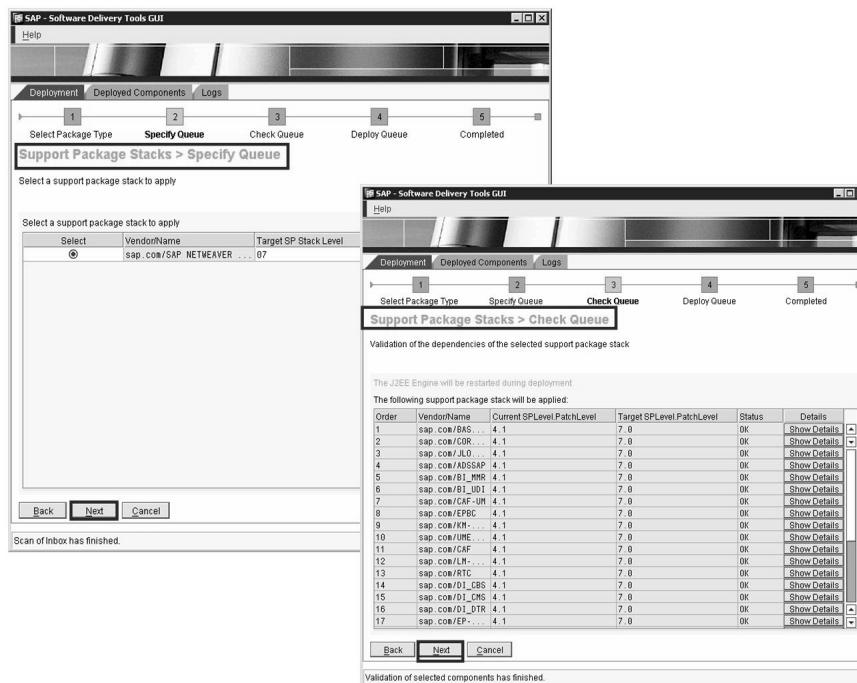 SAP - Software Delivery Tools GUI
Help
Deployment Deployed Components Logs
1 2 3 4 5
Select Package Type Specify Queue Check Queue Deploy Queue Completed
Support Package Stacks > Specify Queue
Select a support package stack to apply
Select a support package stack to apply
Select Vendor/Name Target SP Stack Level
sap.com/SAP NETWEAVER ... 07
Back Next Cancel
Scan of Inbox has finished.
SAP - Software Delivery Tools GUI
Help
Deployment Deployed Components Logs
1 2 3 4 5
Select Package Type Specify Queue Check Queue Deploy Queue Completed
Support Package Stacks > Check Queue
Validation of the dependencies of the selected support package stack
The J2EE Engine will be restarted during deployment
The following support package stack will be applied:
Order Vendor/Name Current SPLevel.PatchLevel Target SPLevel.PatchLevel Status Details
1 sap.com/BAS... 4.1 7.0 OK Show Details
2 sap.com/COR... 4.1 7.0 OK Show Details
3 sap.com/JLO... 4.1 7.0 OK Show Details
4 sap.com/ADSSAP 4.1 7.0 OK Show Details
5 sap.com/BI_MMR 4.1 7.0 OK Show Details
6 sap.com/BI_UDI 4.1 7.0 OK Show Details
7 sap.com/CAF-UM 4.1 7.0 OK Show Details
8 sap.com/EPBC 4.1 7.0 OK Show Details
9 sap.com/KM-... 4.1 7.0 OK Show Details
10 sap.com/UME... 4.1 7.0 OK Show Details
11 sap.com/CAF 4.1 7.0 OK Show Details
12 sap.com/LM-... 4.1 7.0 OK Show Details
13 sap.com/RTC 4.1 7.0 OK Show Details
14 sap.com/DI_CBS 4.1 7.0 OK Show Details
15 sap.com/DI_CMS 4.1 7.0 OK Show Details
16 sap.com/DI_DTR 4.1 7.0 OK Show Details
17 sap.com/EP-... 4.1 7.0 OK Show Details
Back Next Cancel
Validation of selected components has finished.